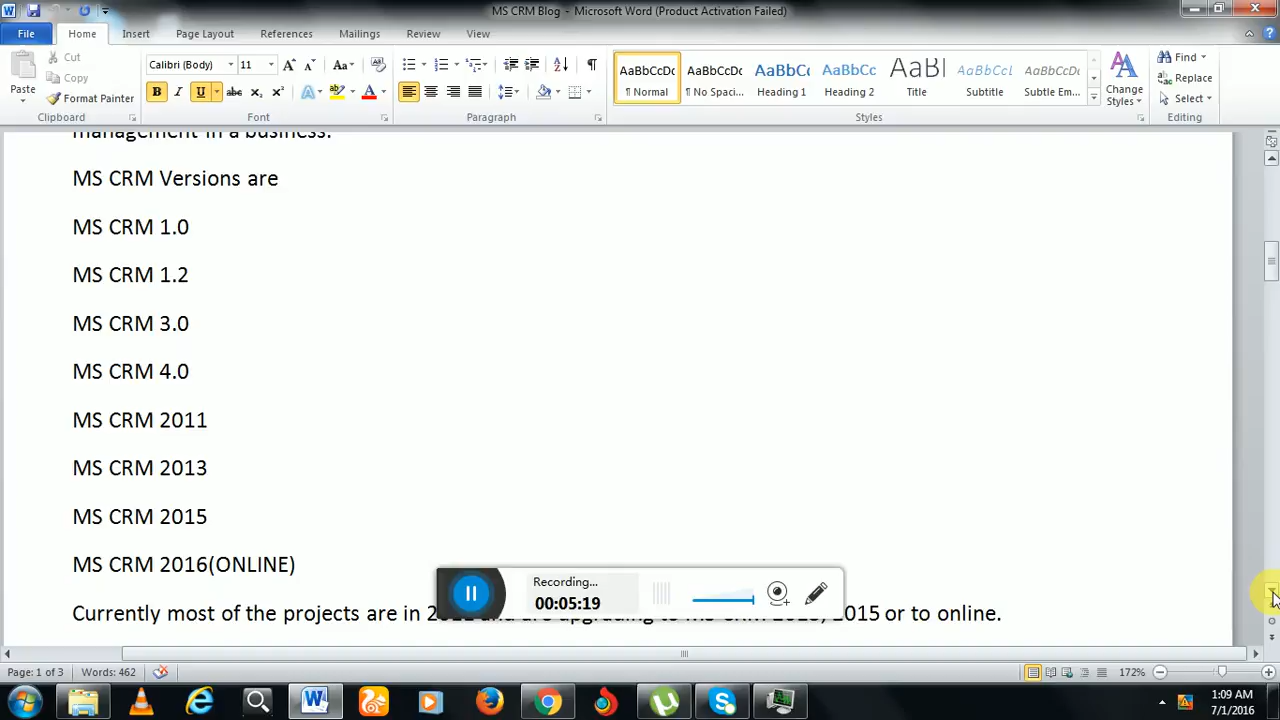 MS CRM Blog - Microsoft Word (Product Activation Failed)
File Home Insert Page Layout References Mailings Review View
Cut
Copy
Format Painter
Paste
Clipboard
Calibri (Body) 11
Font
Paragraph
AaBbCcDc AaBbCcDc AaBbCc AaBbCc AaBl AaBbCcL AaBbCcDc
¶ Normal ¶ No Spaci... Heading 1 Heading 2 Title Subtitle Subtle Em...
Change Styles
Styles
Find
Replace
Select
Editing
management in a business.
MS CRM Versions are
MS CRM 1.0
MS CRM 1.2
MS CRM 3.0
MS CRM 4.0
MS CRM 2011
MS CRM 2013
MS CRM 2015
MS CRM 2016(ONLINE)
Recording...
00:05:19
Currently most of the projects are in and are upgrading to MS CRM 2015 or to online.
Page: 1 of 3 Words: 462 172%
1:09 AM
7/1/2016